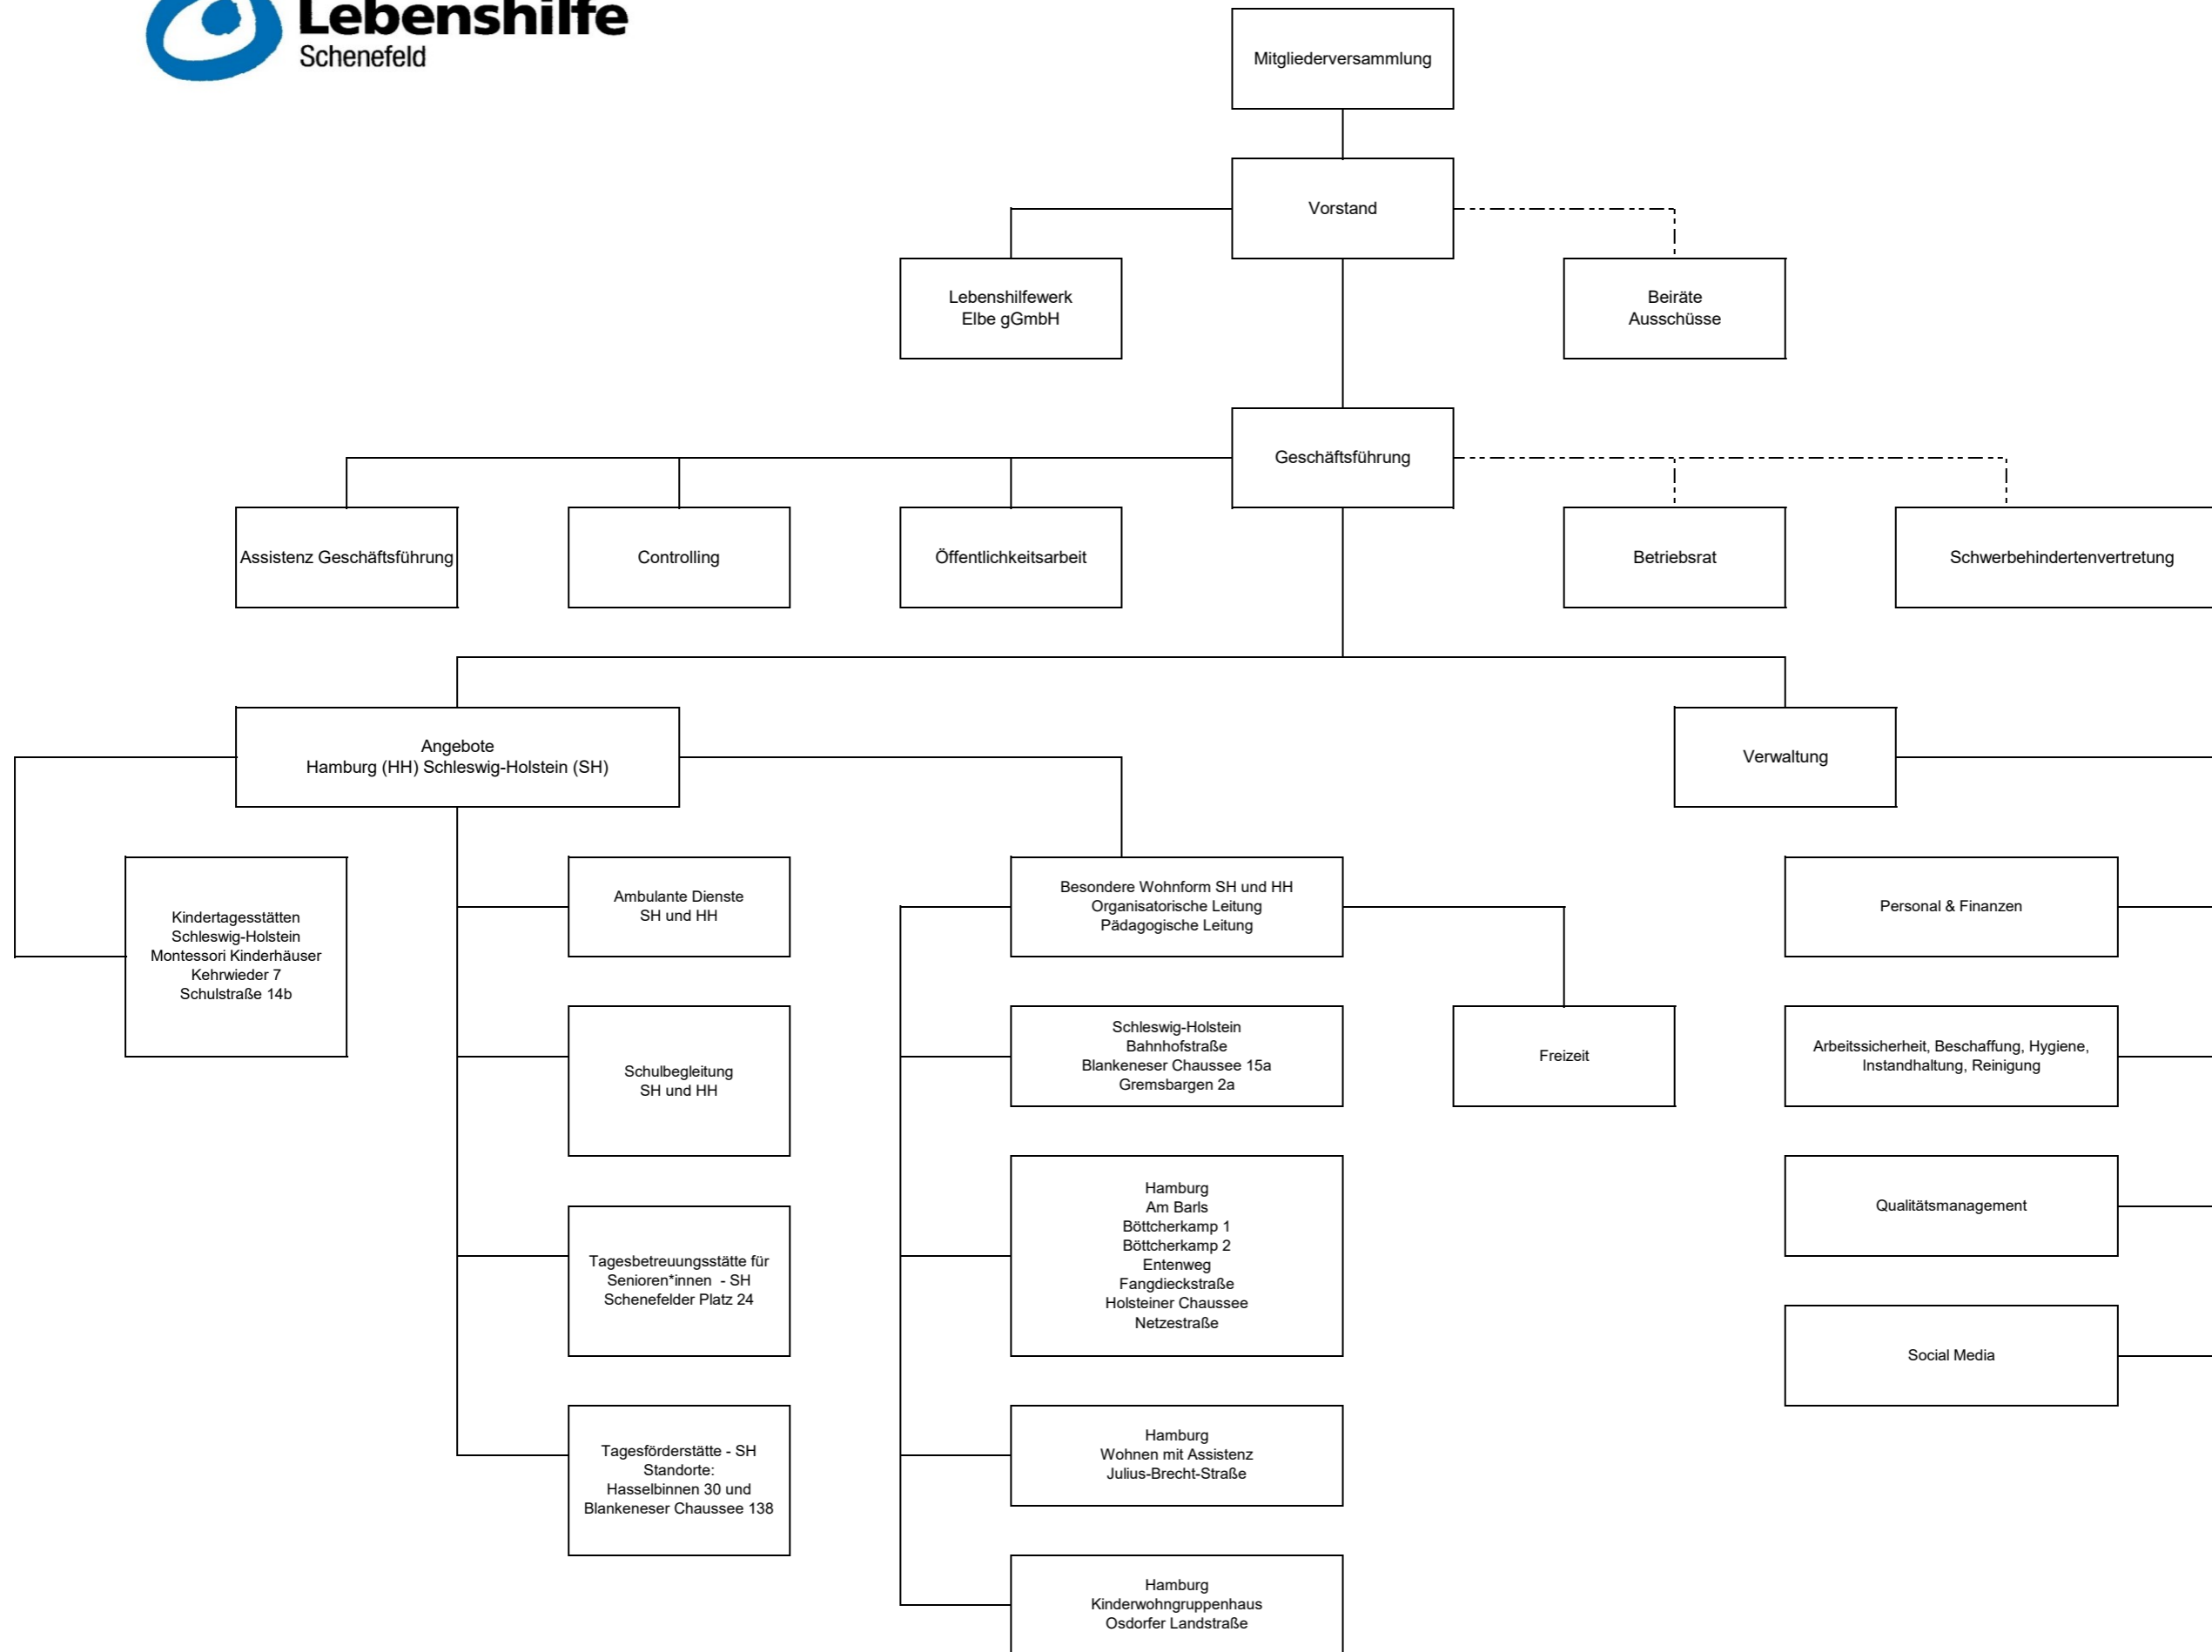 Lebenshilfe
Schenefeld
Mitgliederversammlung
Vorstand
Lebenshilfewerk
Elbe gGmbH
Beiräte
Ausschüsse
Geschäftsführung
Assistenz Geschäftsführung
Controlling
Öffentlichkeitsarbeit
Betriebsrat
Schwerbehindertenvertretung
Angebote
Hamburg (HH) Schleswig-Holstein (SH)
Verwaltung
Kindertagesstätten
Schleswig-Holstein
Montessori Kinderhäuser
Kehrwieder 7
Schulstraße 14b
Ambulante Dienste
SH und HH
Schulbegleitung
SH und HH
Tagesbetreuungsstätte für
Senioren*innen - SH
Schenefelder Platz 24
Tagesförderstätte - SH
Standorte:
Hasselbinnen 30 und
Blankeneser Chaussee 138
Besondere Wohnform SH und HH
Organisatorische Leitung
Pädagogische Leitung
Schleswig-Holstein
Bahnhofstraße
Blankeneser Chaussee 15a
Gremsbargen 2a
Hamburg
Am Barls
Böttcherkamp 1
Böttcherkamp 2
Entenweg
Fangdieckstraße
Holsteiner Chaussee
Netzestraße
Hamburg
Wohnen mit Assistenz
Julius-Brecht-Straße
Hamburg
Kinderwohngruppenhaus
Osdorfer Landstraße
Freizeit
Personal & Finanzen
Arbeitssicherheit, Beschaffung, Hygiene,
Instandhaltung, Reinigung
Qualitätsmanagement
Social Media